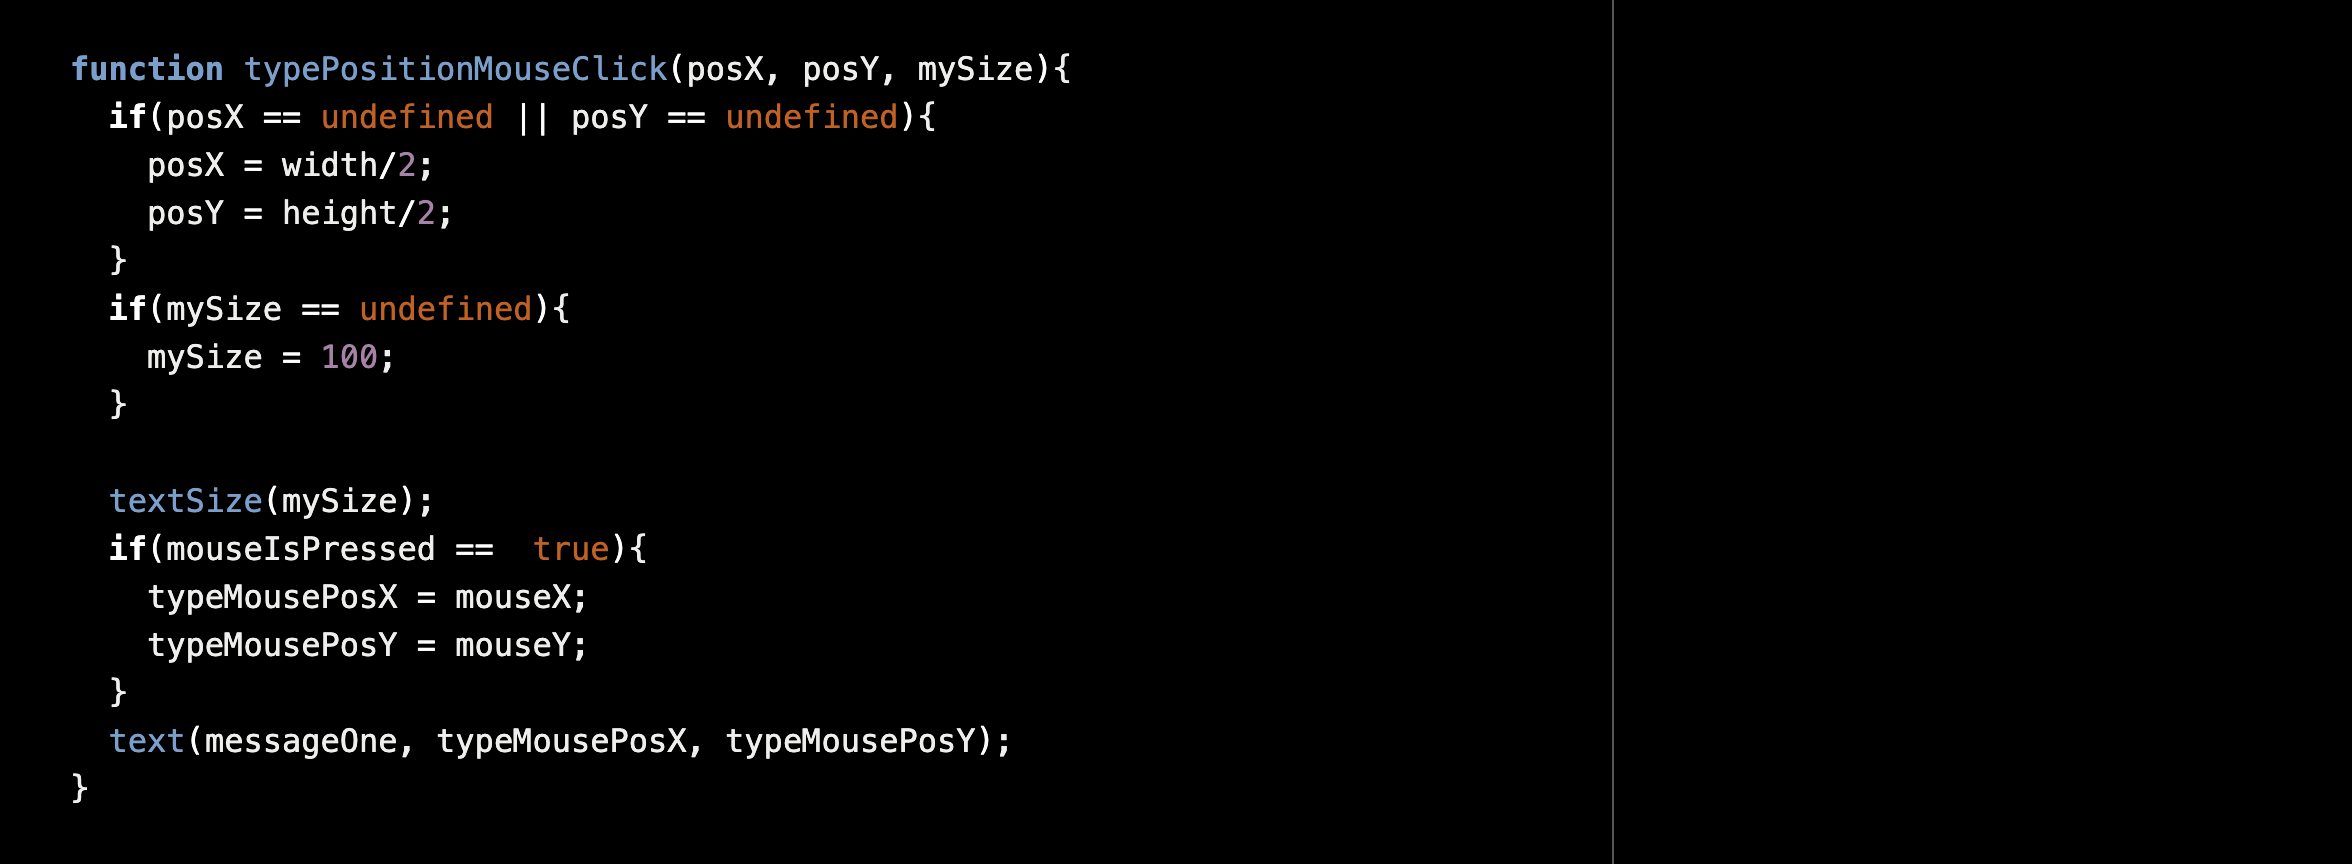 function typePositionMouseClick(posX, posY, mySize){
  if(posX == undefined || posY == undefined){
    posX = width/2;
    posY = height/2;
  }
  if(mySize == undefined){
    mySize = 100;
  }

  textSize(mySize);
  if(mouseIsPressed ==  true){
    typeMousePosX = mouseX;
    typeMousePosY = mouseY;
  }
  text(messageOne, typeMousePosX, typeMousePosY);
}